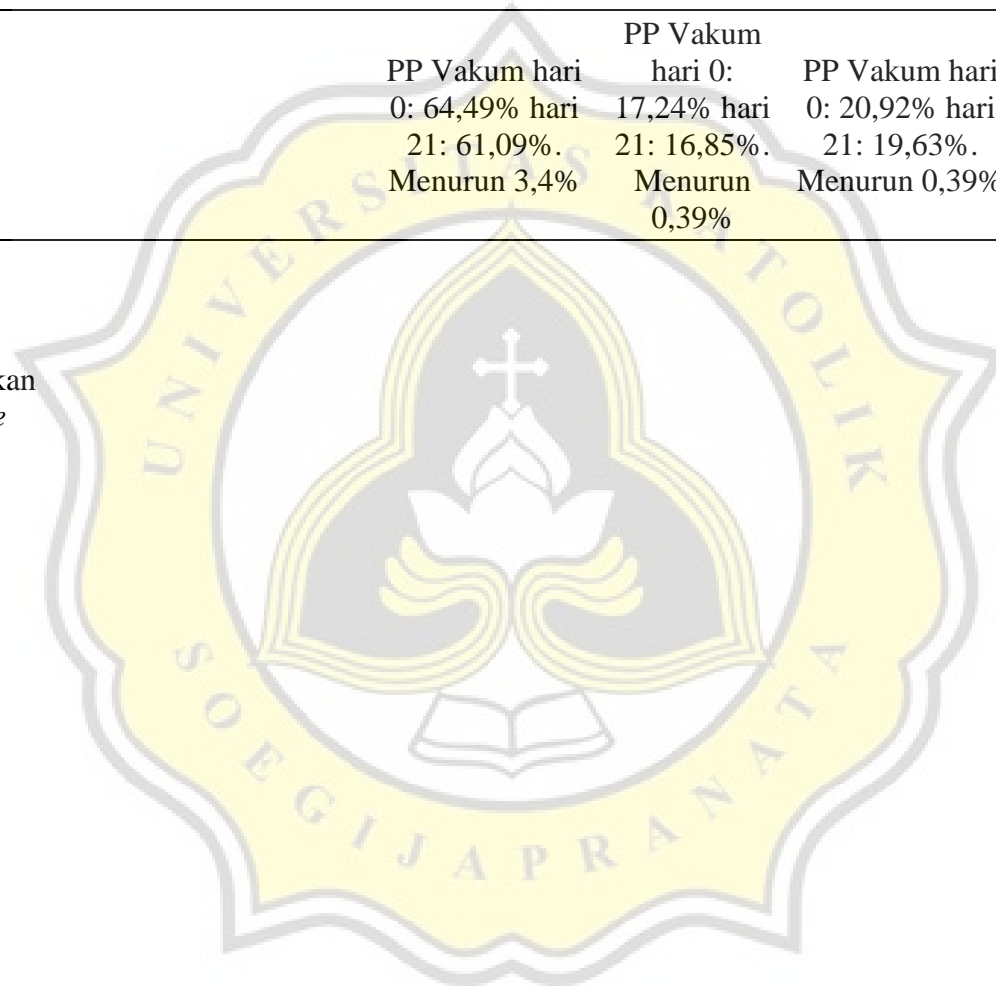 PP Vakum hari
0: 64,49% hari
21: 61,09%.
Menurun 3,4%
PP Vakum
hari 0:
17,24% hari
21: 16,85%.
Menurun
0,39%
PP Vakum hari
0: 20,92% hari
21: 19,63%.
Menurun 0,39%
kan
e
UNIVERSITAS KATOLIK
SOEGIJAPRANATA